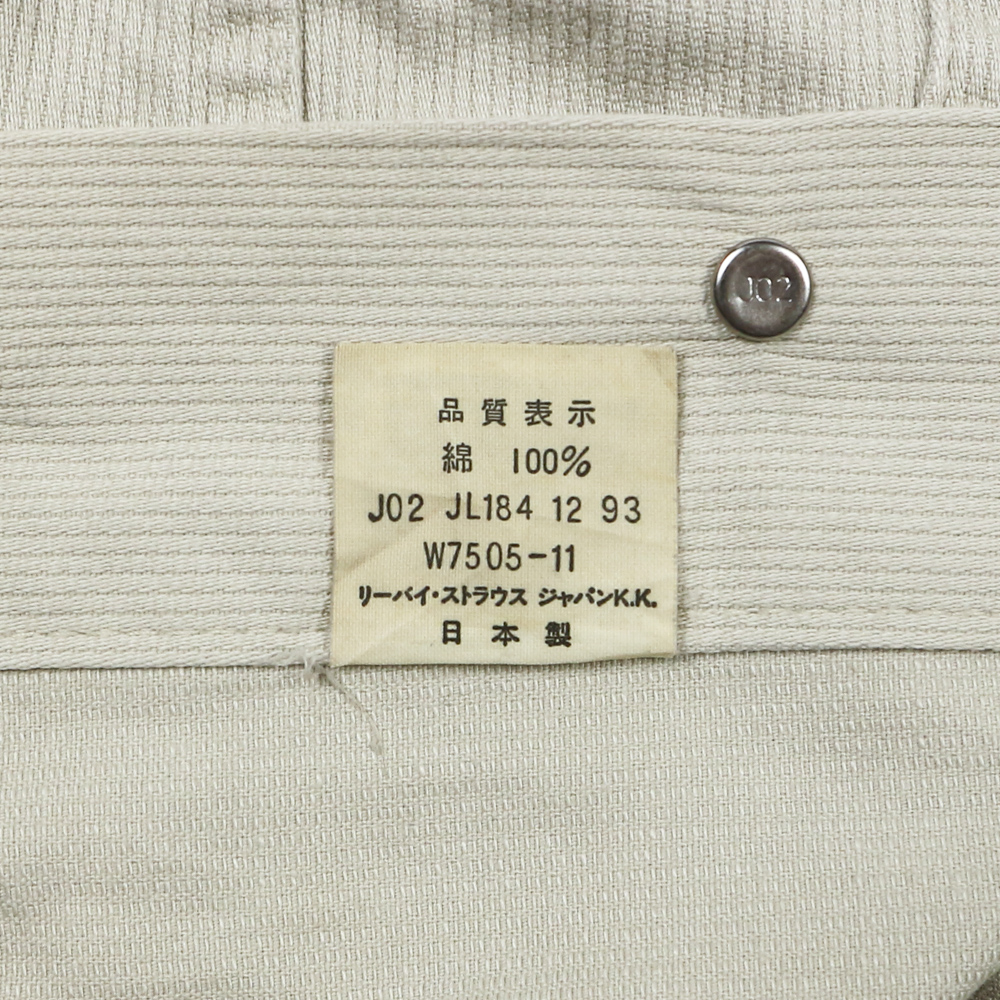 J02
品質表示
綿 100%
J02 JL184 12 93
W7505-11
リーバイ・ストラウス ジャパンK.K.
日本製